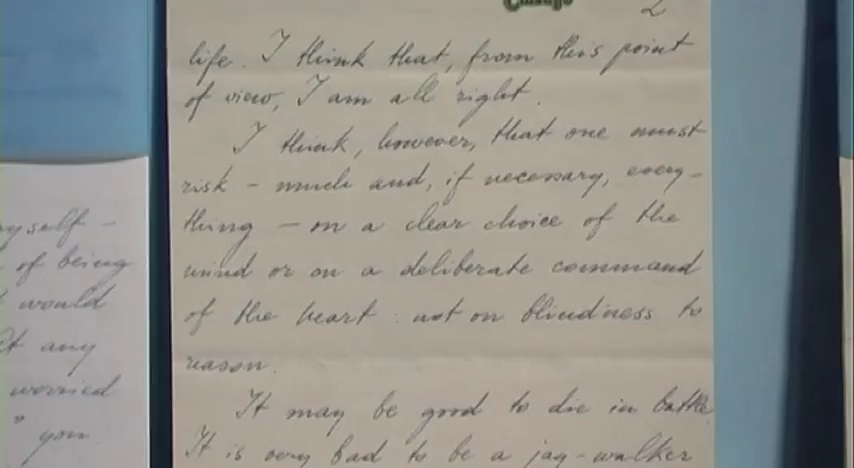 Chicago
2
life. I think that, from this point
of view, I am all right.
I think, however, that one must
risk - much and, if necessary, every-
thing - on a clear choice of the
mind or on a deliberate command
of the heart: not on blindness to
reason.
It may be good to die in battle
It is very bad to be a jay-walker
myself -
of being
would
at any
worried
you